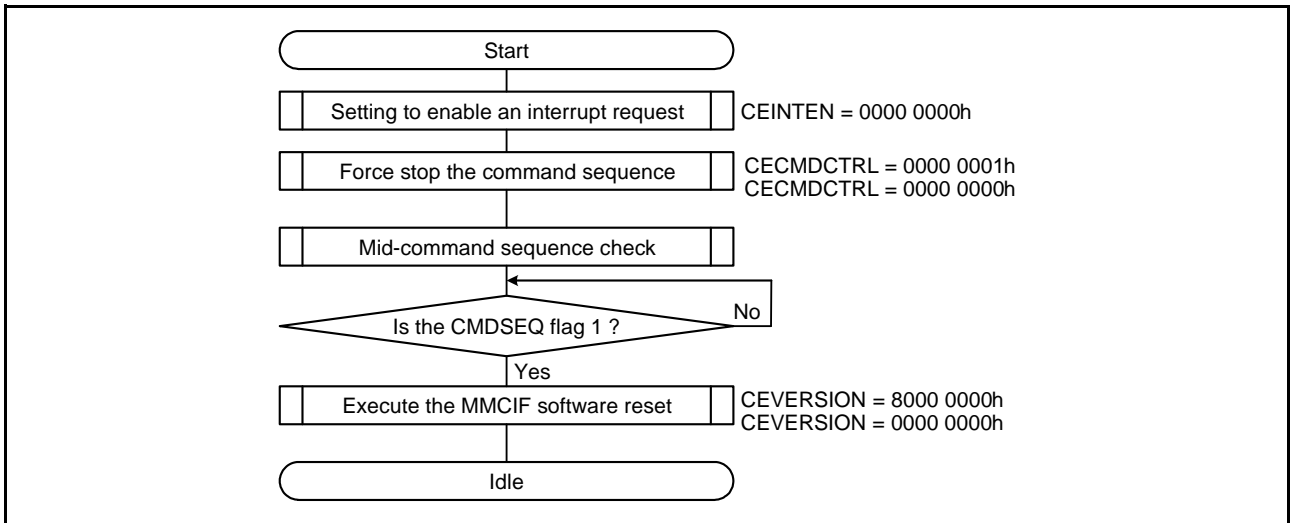 Start
Setting to enable an interrupt request
CEINTEN = 0000 0000h
Force stop the command sequence
CECMDCTRL = 0000 0001h
CECMDCTRL = 0000 0000h
Mid-command sequence check
Is the CMDSEQ flag 1 ?
No
Yes
Execute the MMCIF software reset
CEVERSION = 8000 0000h
CEVERSION = 0000 0000h
Idle